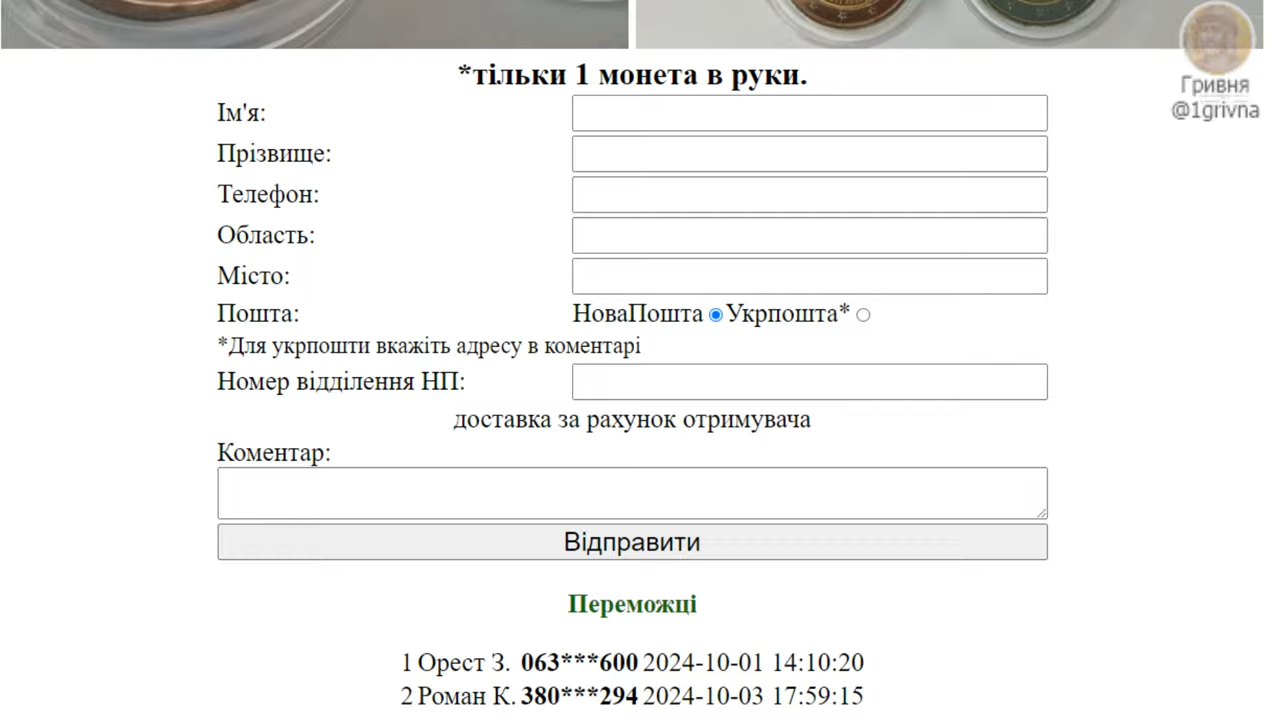 *тільки 1 монета в руки.
Гривня
@1grivna
Ім'я:
Прізвище:
Телефон:
Область:
Місто:
Пошта: НоваПошта Укрпошта*
*Для укрпошти вкажіть адресу в коментарі
Номер відділення НП:
доставка за рахунок отримувача
Коментар:
Відправити
Переможці
1 Орест З. 063***600 2024-10-01 14:10:20
2 Роман К. 380***294 2024-10-03 17:59:15